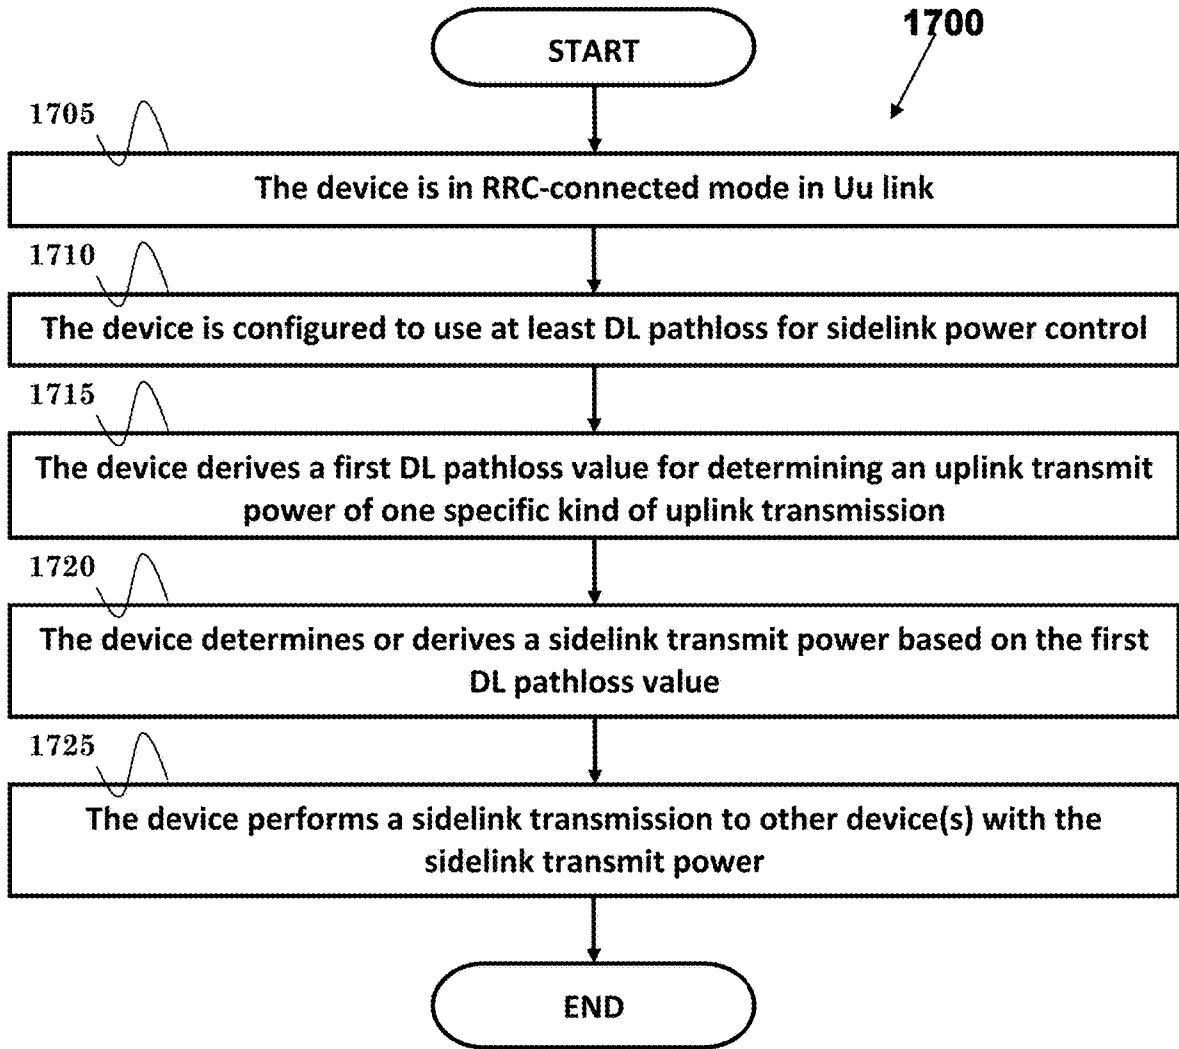 1700
START
1705
The device is in RRC-connected mode in Uu link
1710
The device is configured to use at least DL pathloss for sidelink power control
1715
The device derives a first DL pathloss value for determining an uplink transmit
power of one specific kind of uplink transmission
1720
The device determines or derives a sidelink transmit power based on the first
DL pathloss value
1725
The device performs a sidelink transmission to other device(s) with the
sidelink transmit power
END